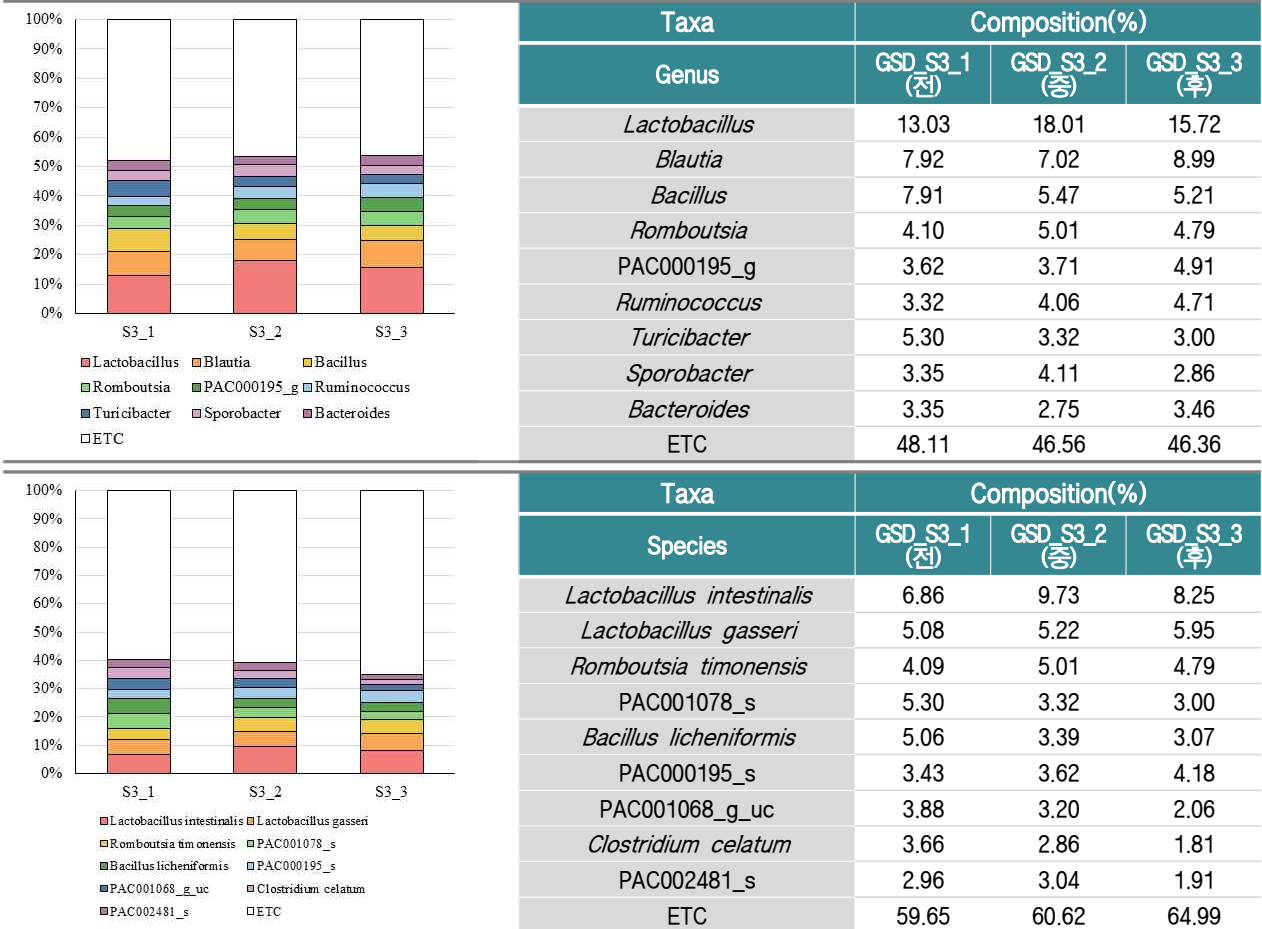 100%
90%
80%
70%
60%
50%
40%
30%
20%
10%
0%
S3_1 S3_2 S3_3
Lactobacillus Blautia Bacillus
Romboutsia PAC000195_g Ruminococcus
Turicibacter Sporobacter Bacteroides
ETC
Taxa Composition(%)
Genus GSD_S3_1 (전) GSD_S3_2 (중) GSD_S3_3 (후)
Lactobacillus 13.03 18.01 15.72
Blautia 7.92 7.02 8.99
Bacillus 7.91 5.47 5.21
Romboutsia 4.10 5.01 4.79
PAC000195_g 3.62 3.71 4.91
Ruminococcus 3.32 4.06 4.71
Turicibacter 5.30 3.32 3.00
Sporobacter 3.35 4.11 2.86
Bacteroides 3.35 2.75 3.46
ETC 48.11 46.56 46.36
100%
90%
80%
70%
60%
50%
40%
30%
20%
10%
0%
S3_1 S3_2 S3_3
Lactobacillus intestinalis Lactobacillus gasseri
Romboutsia timonensis PAC001078_s
Bacillus licheniformis PAC000195_s
PAC001068_g_uc Clostridium celatum
PAC002481_s ETC
Taxa Composition(%)
Species GSD_S3_1 (전) GSD_S3_2 (중) GSD_S3_3 (후)
Lactobacillus intestinalis 6.86 9.73 8.25
Lactobacillus gasseri 5.08 5.22 5.95
Romboutsia timonensis 4.09 5.01 4.79
PAC001078_s 5.30 3.32 3.00
Bacillus licheniformis 5.06 3.39 3.07
PAC000195_s 3.43 3.62 4.18
PAC001068_g_uc 3.88 3.20 2.06
Clostridium celatum 3.66 2.86 1.81
PAC002481_s 2.96 3.04 1.91
ETC 59.65 60.62 64.99